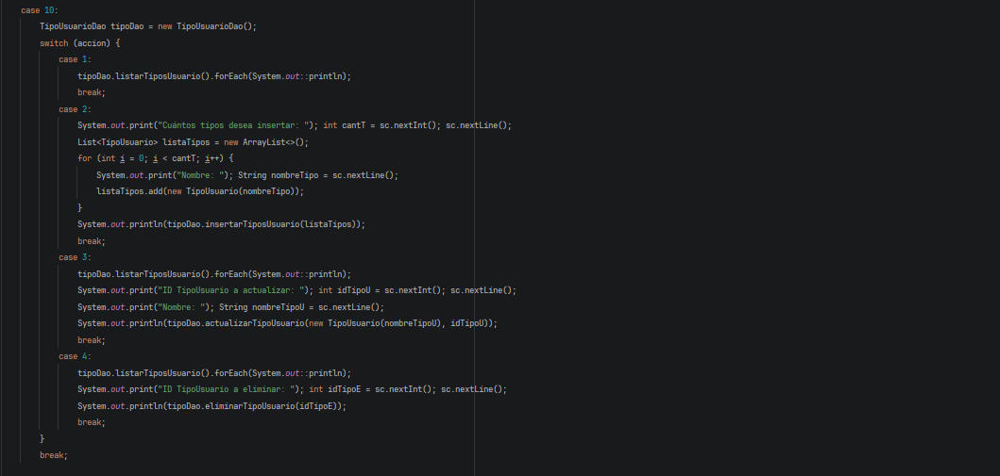 case 10:
TipoUsuarioDao tipoDao = new TipoUsuarioDao();
switch (accion) {
case 1:
tipoDao.listarTiposUsuario().forEach(System.out::println);
break;
case 2:
System.out.print("Cuántos tipos desea insertar: "); int cantT = sc.nextInt(); sc.nextLine();
List<TipoUsuario> listaTipos = new ArrayList<>();
for (int i = 0; i < cantT; i++) {
System.out.print("Nombre: "); String nombreTipo = sc.nextLine();
listaTipos.add(new TipoUsuario(nombreTipo));
}
System.out.println(tipoDao.insertarTiposUsuario(listaTipos));
break;
case 3:
tipoDao.listarTiposUsuario().forEach(System.out::println);
System.out.print("ID TipoUsuario a actualizar: "); int idTipoU = sc.nextInt(); sc.nextLine();
System.out.print("Nombre: "); String nombreTipoU = sc.nextLine();
System.out.println(tipoDao.actualizarTipoUsuario(new TipoUsuario(nombreTipoU), idTipoU));
break;
case 4:
tipoDao.listarTiposUsuario().forEach(System.out::println);
System.out.print("ID TipoUsuario a eliminar: "); int idTipoE = sc.nextInt(); sc.nextLine();
System.out.println(tipoDao.eliminarTipoUsuario(idTipoE));
break;
}
break;